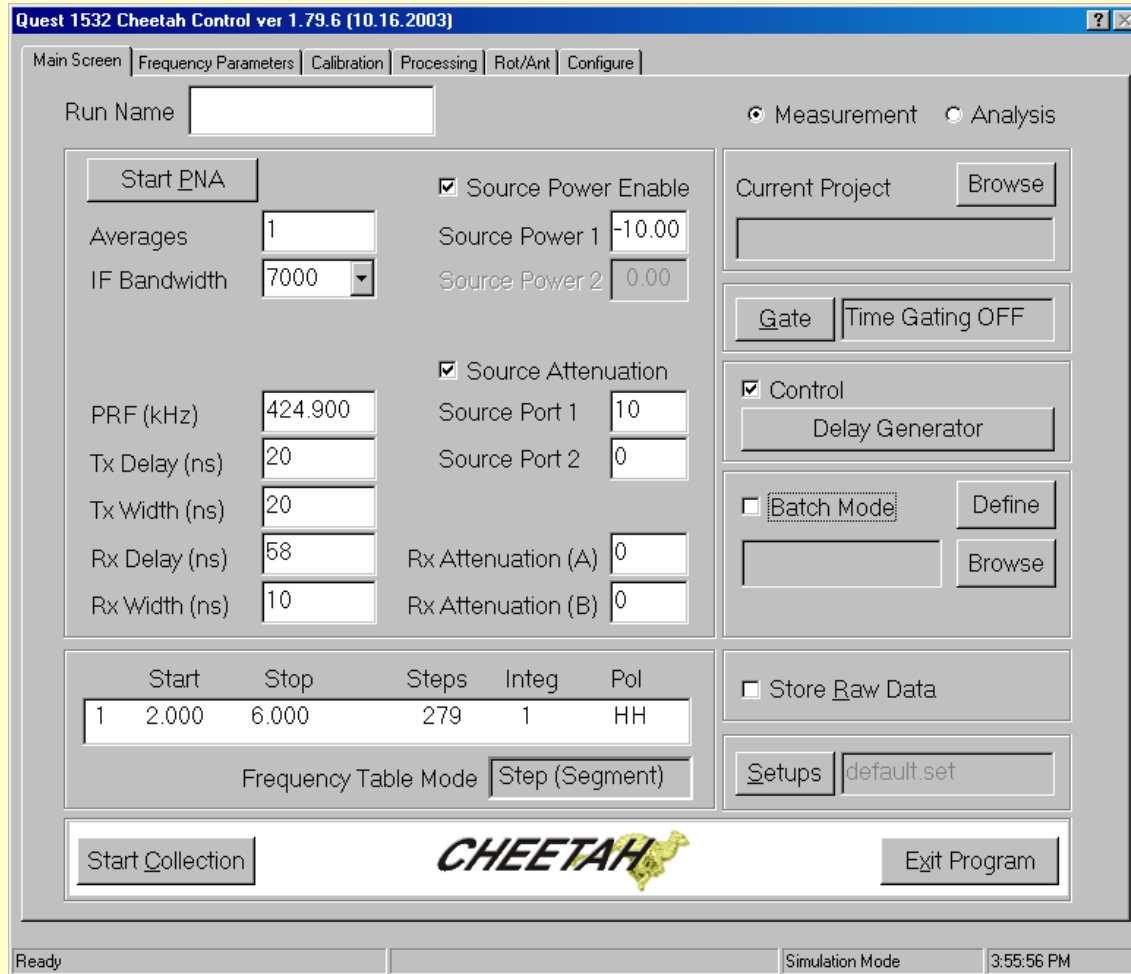 Quest 1532 Cheetah Control ver 1.79.6 (10.16.2003)
Main Screen Frequency Parameters Calibration Processing Rot/Ant Configure
Run Name
Measurement Analysis
Start PNA
Averages 1
IF Bandwidth 7000
Source Power Enable
Source Power 1 -10.00
Source Power 2 0.00
PRF (kHz) 424.900
Tx Delay (ns) 20
Tx Width (ns) 20
Rx Delay (ns) 58
Rx Width (ns) 10
Source Attenuation
Source Port 1 10
Source Port 2 0
Rx Attenuation (A) 0
Rx Attenuation (B) 0
Current Project Browse
Gate Time Gating OFF
Control
Delay Generator
Batch Mode Define
Browse
Start Stop Steps Integ Pol
1 2.000 6.000 279 1 HH
Frequency Table Mode Step (Segment)
Store Raw Data
Setups default.set
Start Collection
CHEETAH
Exit Program
Ready Simulation Mode 3:55:56 PM